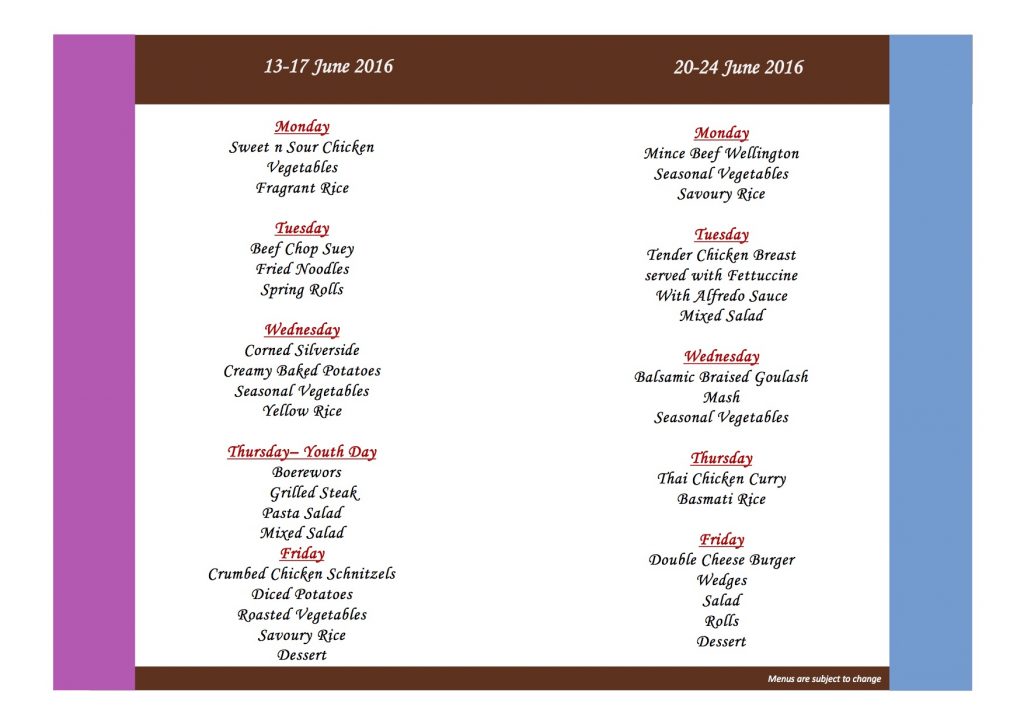 13-17 June 2016
Monday
Sweet n Sour Chicken
Vegetables
Fragrant Rice
Tuesday
Beef Chop Suey
Fried Noodles
Spring Rolls
Wednesday
Corned Silverside
Creamy Baked Potatoes
Seasonal Vegetables
Yellow Rice
Thursday– Youth Day
Boerewors
Grilled Steak
Pasta Salad
Mixed Salad
Friday
Crumbed Chicken Schnitzels
Diced Potatoes
Roasted Vegetables
Savoury Rice
Dessert
20-24 June 2016
Monday
Mince Beef Wellington
Seasonal Vegetables
Savoury Rice
Tuesday
Tender Chicken Breast
served with Fettuccine
With Alfredo Sauce
Mixed Salad
Wednesday
Balsamic Braised Goulash
Mash
Seasonal Vegetables
Thursday
Thai Chicken Curry
Basmati Rice
Friday
Double Cheese Burger
Wedges
Salad
Rolls
Dessert
Menus are subject to change